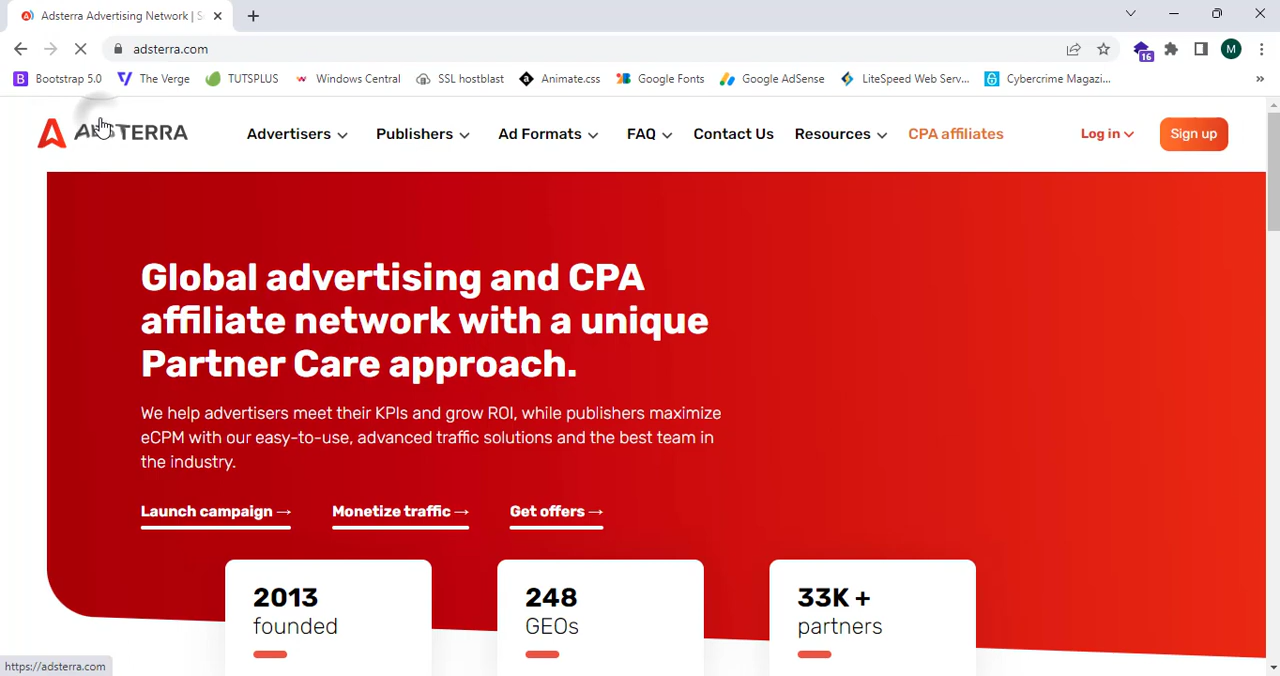 Adsterra Advertising Network | S
adsterra.com
16
M
Bootstrap 5.0 The Verge TUTSPLUS Windows Central SSL hostblast Animate.css Google Fonts Google AdSense LiteSpeed Web Serv... Cybercrime Magazi... »
ADSTERRA Advertisers Publishers Ad Formats FAQ Contact Us Resources CPA affiliates Log in Sign up
Global advertising and CPA
affiliate network with a unique
Partner Care approach.
We help advertisers meet their KPIs and grow ROI, while publishers maximize
eCPM with our easy-to-use, advanced traffic solutions and the best team in
the industry.
Launch campaign → Monetize traffic → Get offers →
2013 248 33K +
founded GEOs partners
https://adsterra.com